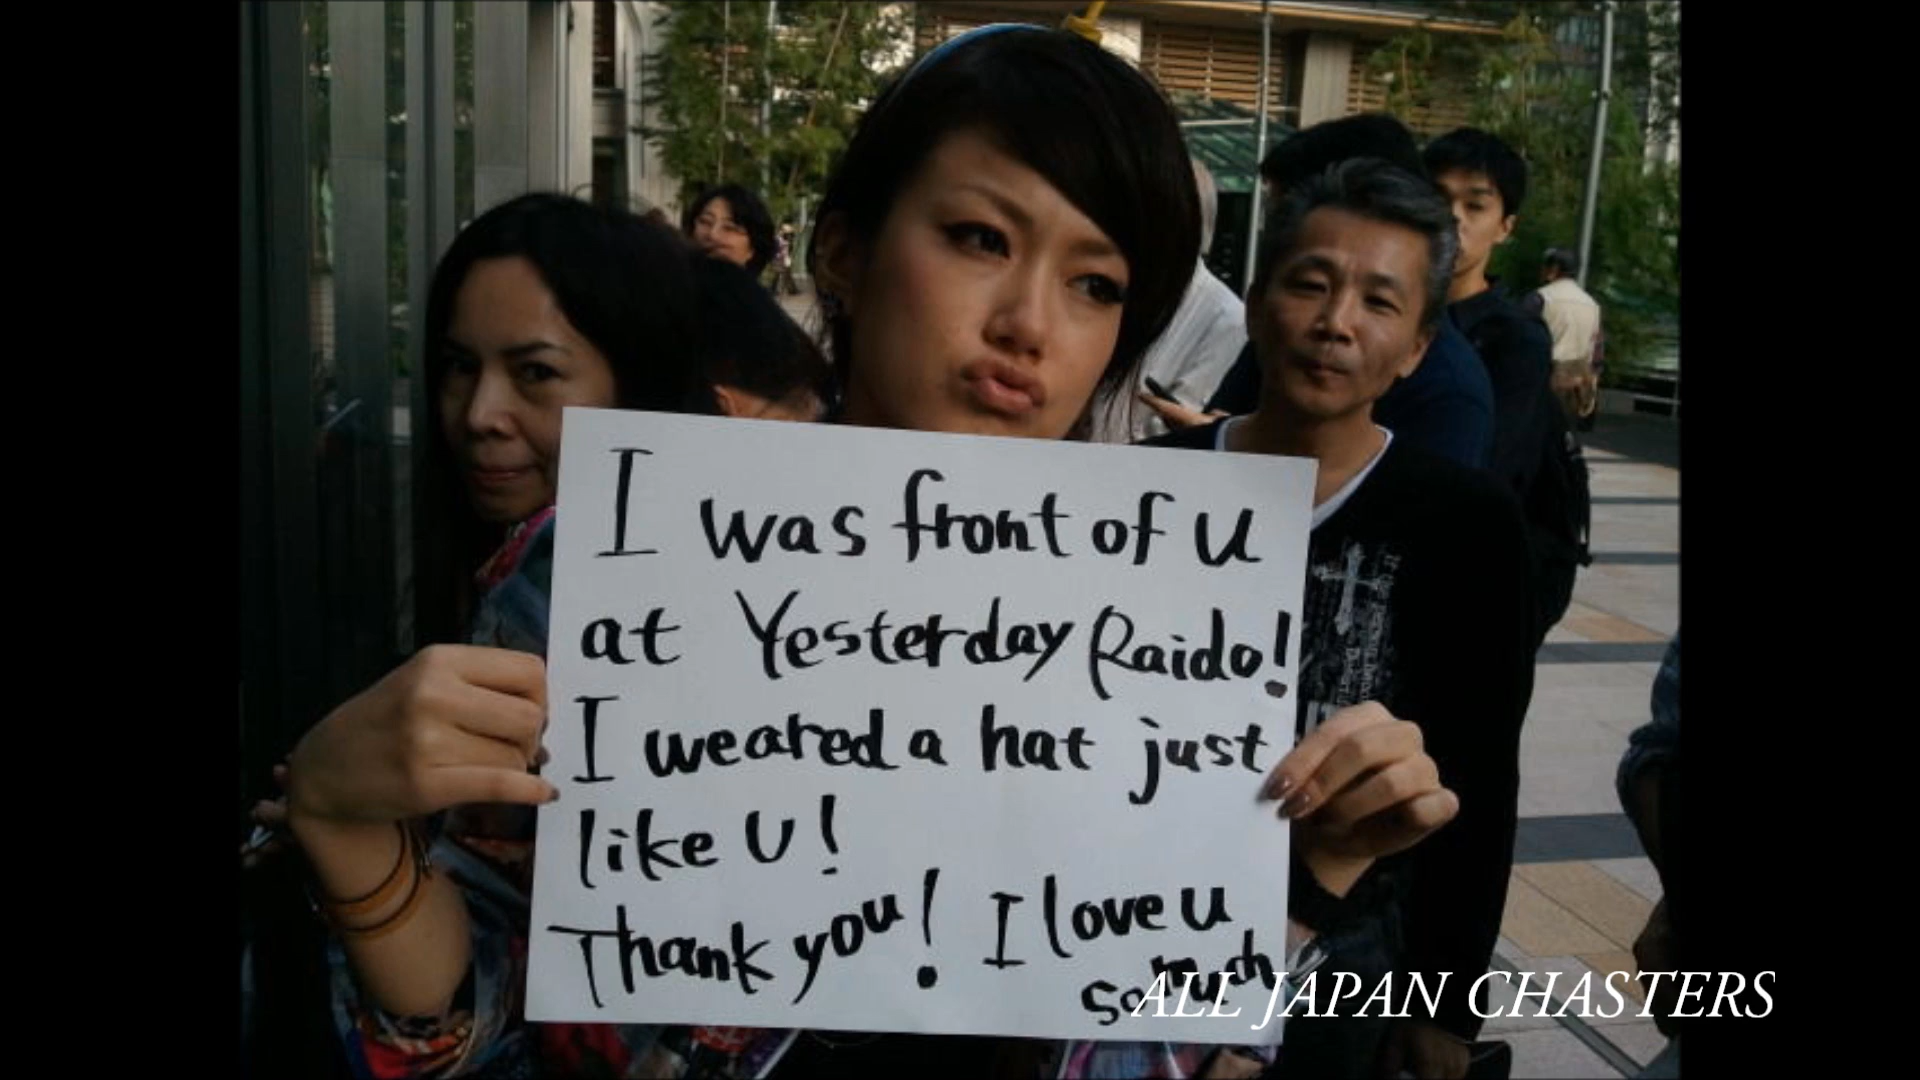 I was front of u
at Yesterday Raido!
I weared a hat just
like U!
Thank you! I love u
so much
ALL JAPAN CHASTERS